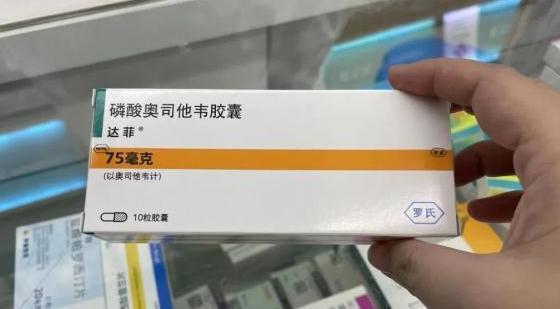 磷酸奥司他韦胶囊
达菲®
75毫克
(以奥司他韦计)
10粒胶囊
罗氏